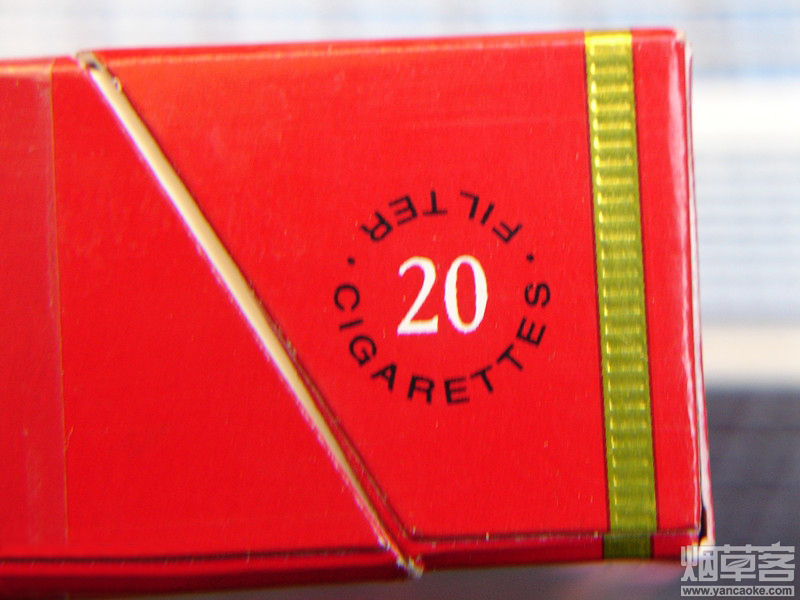 · FILTER ·
20
CIGARETTES
烟草客
www.yancaoke.com